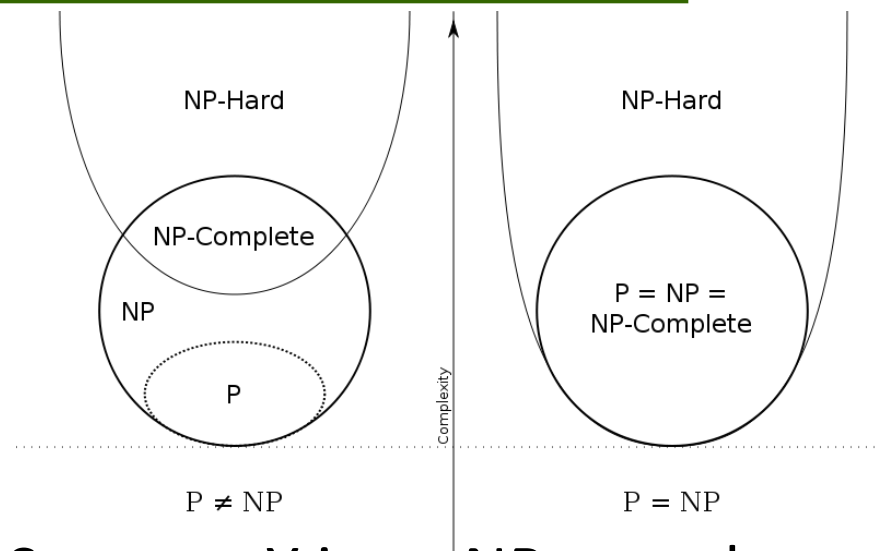 NP-Hard
NP-Complete
NP
P
P ≠ NP
Complexity
NP-Hard
P = NP =
NP-Complete
P = NP